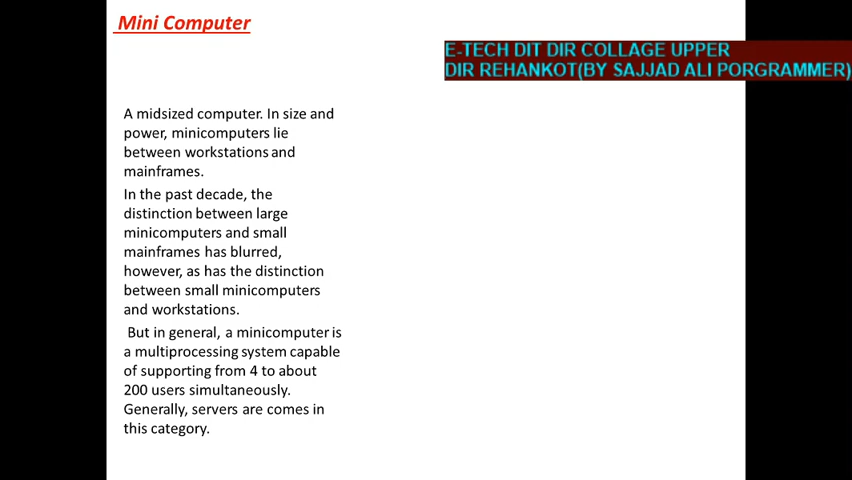 Mini Computer
E-TECH DIT DIR COLLAGE UPPER
DIR REHANKOT(BY SAJJAD ALI PORGRAMMER)
A midsized computer. In size and
power, minicomputers lie
between workstations and
mainframes.
In the past decade, the
distinction between large
minicomputers and small
mainframes has blurred,
however, as has the distinction
between small minicomputers
and workstations.
But in general, a minicomputer is
a multiprocessing system capable
of supporting from 4 to about
200 users simultaneously.
Generally, servers are comes in
this category.